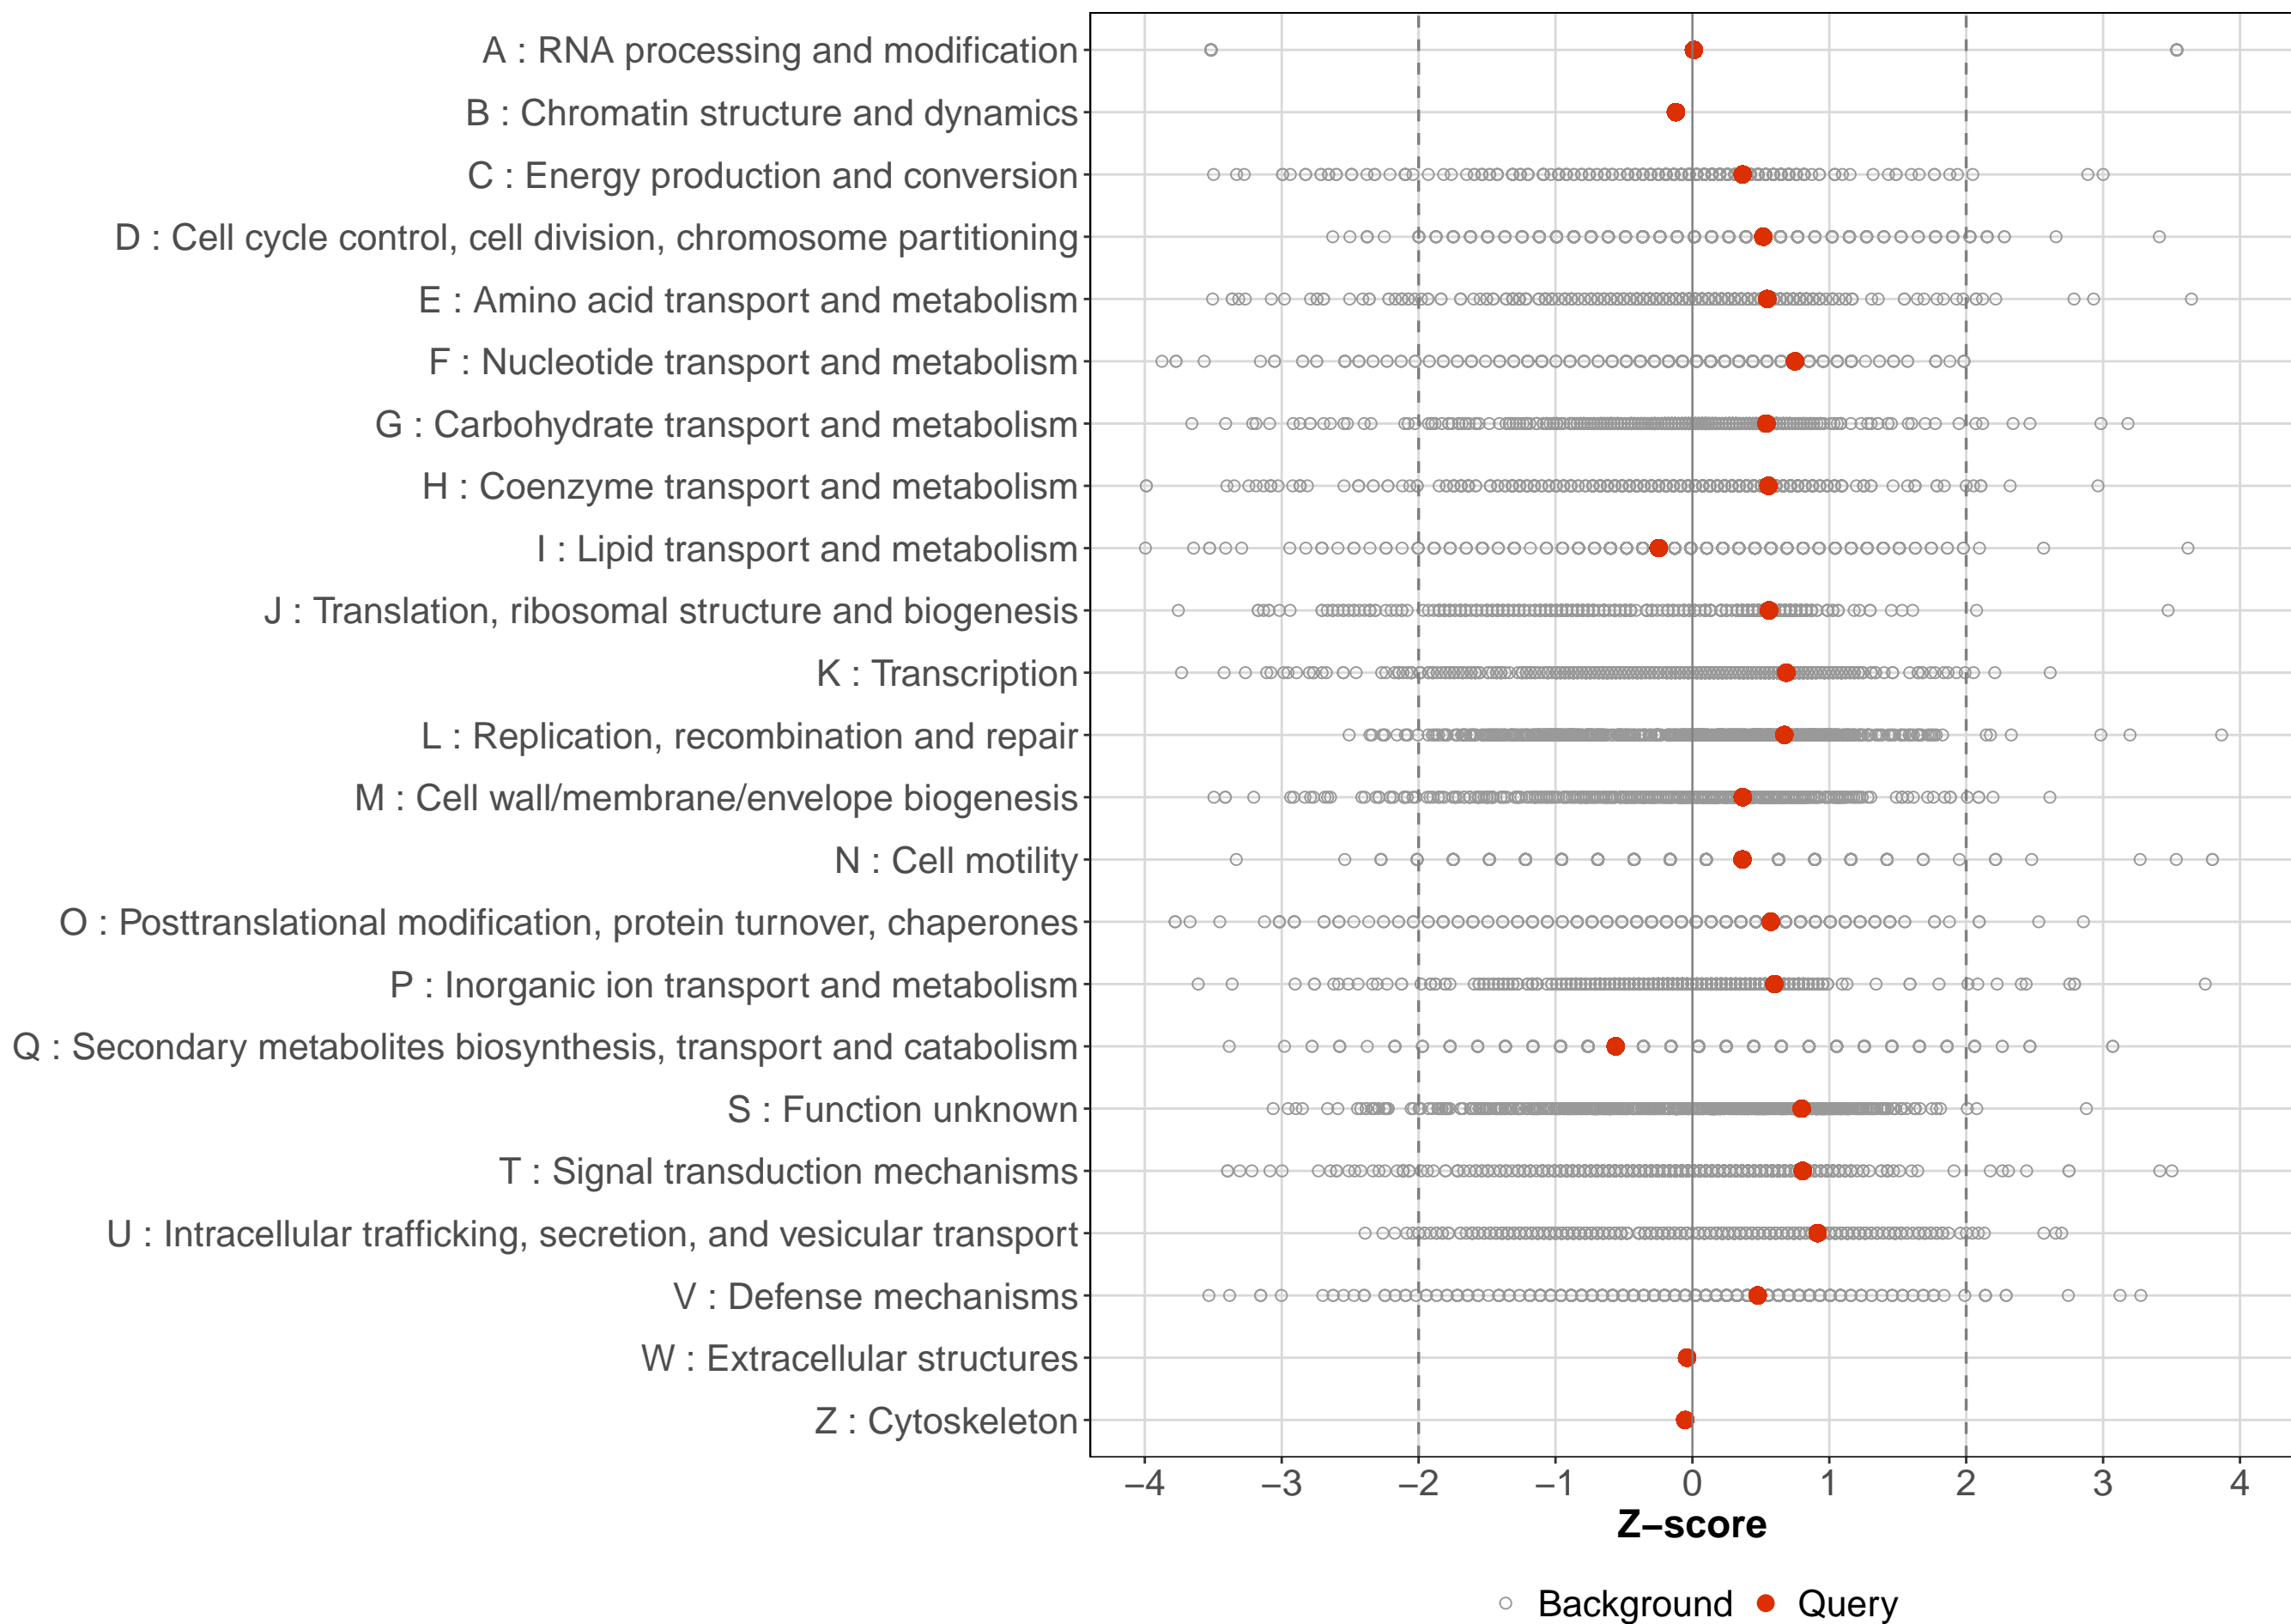 A : RNA processing and modification
B : Chromatin structure and dynamics
C : Energy production and conversion
D : Cell cycle control, cell division, chromosome partitioning
E : Amino acid transport and metabolism
F : Nucleotide transport and metabolism
G : Carbohydrate transport and metabolism
H : Coenzyme transport and metabolism
I : Lipid transport and metabolism
J : Translation, ribosomal structure and biogenesis
K : Transcription
L : Replication, recombination and repair
M : Cell wall/membrane/envelope biogenesis
N : Cell motility
O : Posttranslational modification, protein turnover, chaperones
P : Inorganic ion transport and metabolism
Q : Secondary metabolites biosynthesis, transport and catabolism
S : Function unknown
T : Signal transduction mechanisms
U : Intracellular trafficking, secretion, and vesicular transport
V : Defense mechanisms
W : Extracellular structures
Z : Cytoskeleton
−4 −3 −2 −1 0 1 2 3 4
Z−score
Background Query